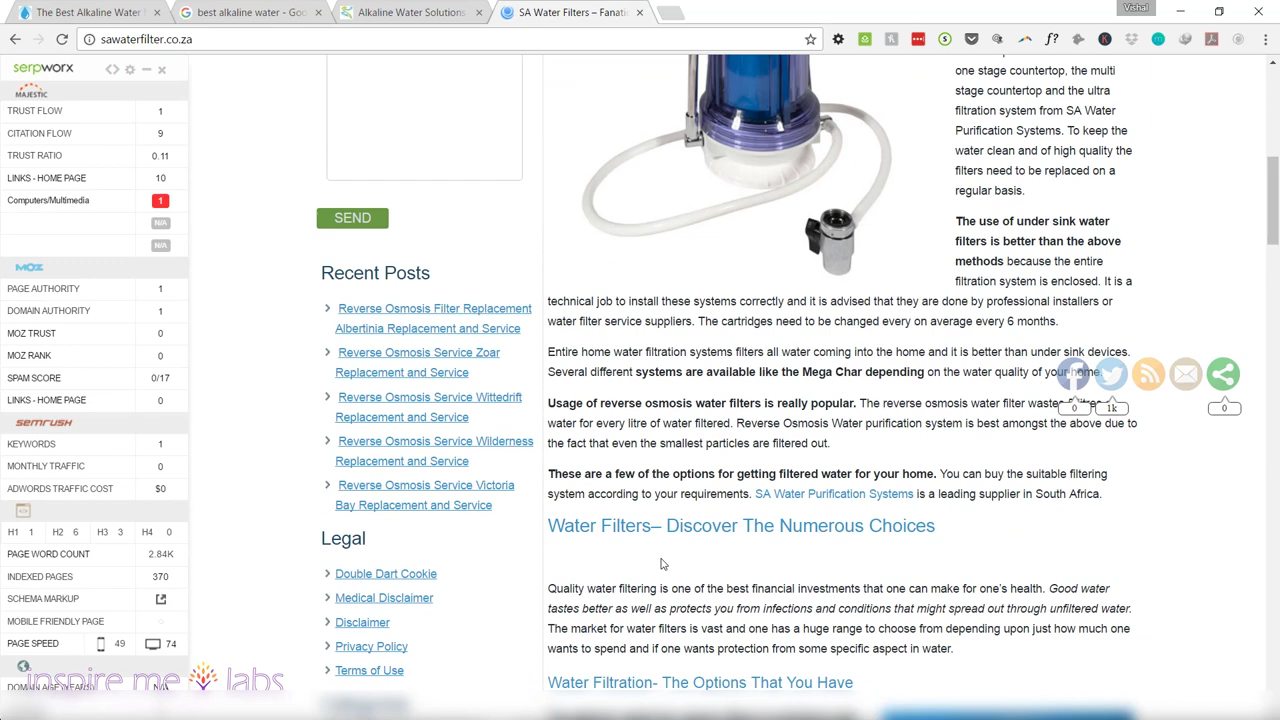 The Best Alkaline Water
best alkaline water - Goo
Alkaline Water Solutions
SA Water Filters – Fanati
Vishal
sawaterfilter.co.za
serpworx
MAJESTIC
TRUST FLOW 1
CITATION FLOW 9
TRUST RATIO 0.11
LINKS - HOME PAGE 10
Computers/Multimedia 1
N/A
N/A
MOZ
PAGE AUTHORITY 1
DOMAIN AUTHORITY 1
MOZ TRUST 0
MOZ RANK 0
SPAM SCORE 0/17
LINKS - HOME PAGE 0
SEMRUSH
KEYWORDS 1
MONTHLY TRAFFIC 0
ADWORDS TRAFFIC COST $0
H1 1 H2 6 H3 3 H4 0
PAGE WORD COUNT 2.84K
INDEXED PAGES 370
SCHEMA MARKUP
MOBILE FRIENDLY PAGE
PAGE SPEED 49 74
inspire me labs
SEND
Recent Posts
Reverse Osmosis Filter Replacement
Albertinia Replacement and Service
Reverse Osmosis Service Zoar
Replacement and Service
Reverse Osmosis Service Wittedrift
Replacement and Service
Reverse Osmosis Service Wilderness
Replacement and Service
Reverse Osmosis Service Victoria
Bay Replacement and Service
Legal
Double Dart Cookie
Medical Disclaimer
Disclaimer
Privacy Policy
Terms of Use
one stage countertop, the multi
stage countertop and the ultra
filtration system from SA Water
Purification Systems. To keep the
water clean and of high quality the
filters need to be replaced on a
regular basis.
The use of under sink water
filters is better than the above
methods because the entire
filtration system is enclosed. It is a
technical job to install these systems correctly and it is advised that they are done by professional installers or
water filter service suppliers. The cartridges need to be changed every on average every 6 months.
Entire home water filtration systems filters all water coming into the home and it is better than under sink devices.
Several different systems are available like the Mega Char depending on the water quality of your home.
Usage of reverse osmosis water filters is really popular. The reverse osmosis water filter wastes
water for every litre of water filtered. Reverse Osmosis Water purification system is best amongst the above due to
the fact that even the smallest particles are filtered out.
These are a few of the options for getting filtered water for your home. You can buy the suitable filtering
system according to your requirements. SA Water Purification Systems is a leading supplier in South Africa.
Water Filters– Discover The Numerous Choices
Quality water filtering is one of the best financial investments that one can make for one's health. Good water
tastes better as well as protects you from infections and conditions that might spread out through unfiltered water.
The market for water filters is vast and one has a huge range to choose from depending upon just how much one
wants to spend and if one wants protection from some specific aspect in water.
Water Filtration- The Options That You Have
0 1k 0